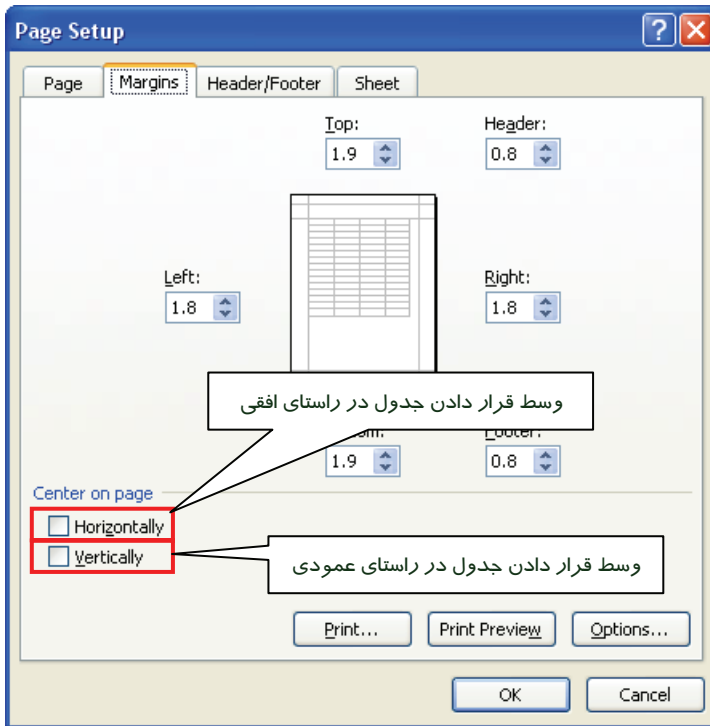 Page Setup
Page Margins Header/Footer Sheet
Top: Header:
1.9 0.8
Left: Right:
1.8 1.8
وسط قرار دادن جدول در راستای افقی
1.9 0.8
Center on page
Horizontally
Vertically
وسط قرار دادن جدول در راستای عمودی
Print... Print Preview Options...
OK Cancel